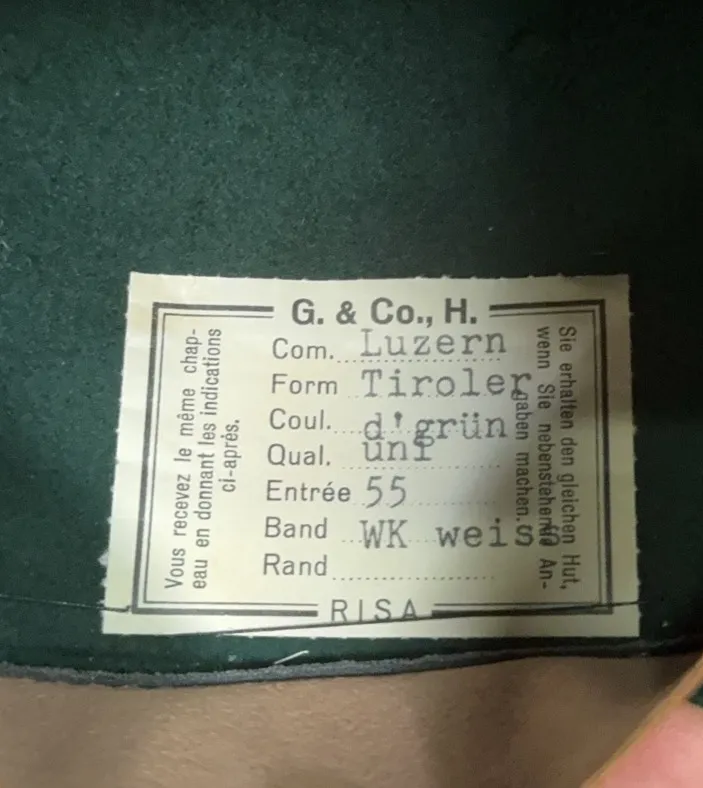 G. & Co., H.
Com. Luzern
Form Tiroler
Coul. d'grün
Qual. unf
Entrée 55
Band WK weiss
Rand
RISA
Vous recevez le même chap-
eau en donnant les indications
ci-après.
Sie erhalten den gleichen Hut,
wenn Sie nebenstehende An-
gaben machen.